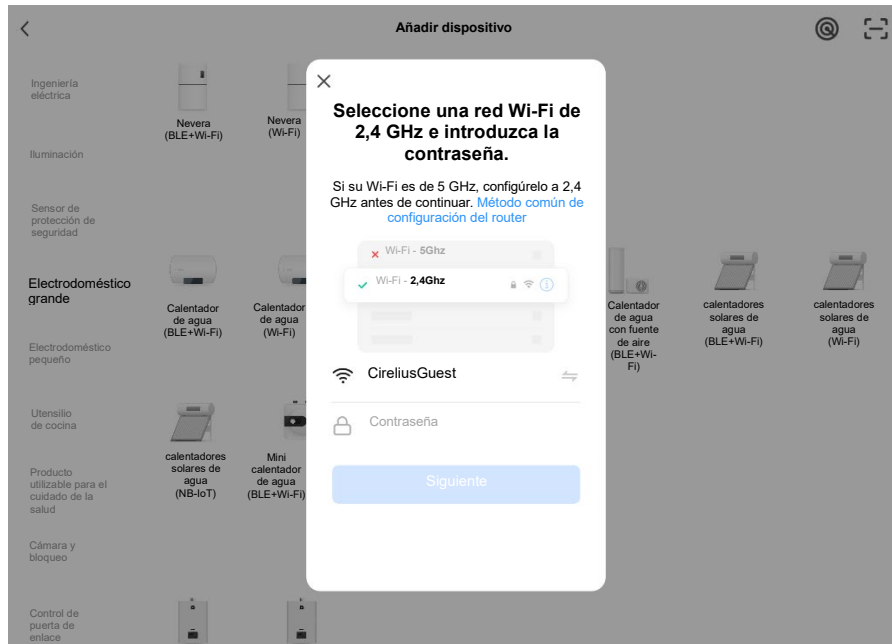 Añadir dispositivo
Ingeniería
eléctrica
Iluminación
Sensor de
protección de
seguridad
Electrodoméstico
grande
Electrodoméstico
pequeño
Utensilio
de cocina
Producto
utilizable para el
cuidado de la
salud
Cámara y
bloqueo
Control de
puerta de
enlace
Nevera
(BLE+Wi-Fi)
Nevera
(Wi-Fi)
Calentador
de agua
(BLE+Wi-Fi)
Calentador
de agua
(Wi-Fi)
Calentador
de agua
con fuente
de aire
(BLE+Wi-
Fi)
calentadores
solares de
agua
(BLE+Wi-Fi)
calentadores
solares de
agua
(Wi-Fi)
calentadores
solares de
agua
(NB-IoT)
Mini
calentador
de agua
(BLE+Wi-Fi)
Seleccione una red Wi-Fi de
2,4 GHz e introduzca la
contraseña.
Si su Wi-Fi es de 5 GHz, configúrelo a 2,4
GHz antes de continuar. Método común de
configuración del router
Wi-Fi - 5Ghz
Wi-Fi - 2,4Ghz
CireliusGuest
Contraseña
Siguiente